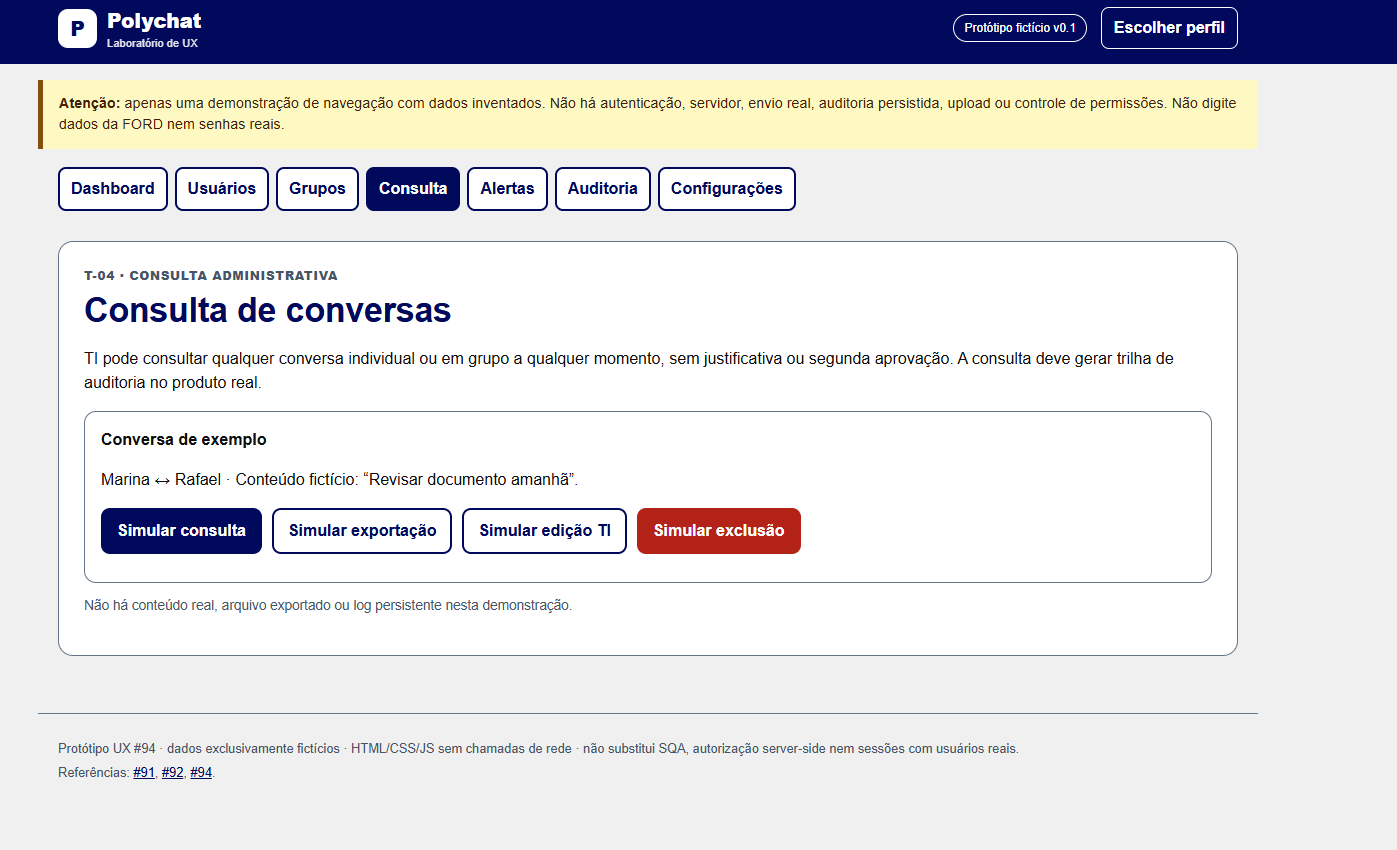 P
Polychat
Laboratório de UX
Protótipo fictício v0.1
Escolher perfil
Atenção: apenas uma demonstração de navegação com dados inventados. Não há autenticação, servidor, envio real, auditoria persistida, upload ou controle de permissões. Não digite
dados da FORD nem senhas reais.
Dashboard
Usuários
Grupos
Consulta
Alertas
Auditoria
Configurações
T-04 · CONSULTA ADMINISTRATIVA
Consulta de conversas
TI pode consultar qualquer conversa individual ou em grupo a qualquer momento, sem justificativa ou segunda aprovação. A consulta deve gerar trilha de
auditoria no produto real.
Conversa de exemplo
Marina ↔ Rafael · Conteúdo fictício: “Revisar documento amanhã”.
Simular consulta
Simular exportação
Simular edição TI
Simular exclusão
Não há conteúdo real, arquivo exportado ou log persistente nesta demonstração.
Protótipo UX #94 · dados exclusivamente fictícios · HTML/CSS/JS sem chamadas de rede · não substitui SQA, autorização server-side nem sessões com usuários reais.
Referências: #91, #92, #94.